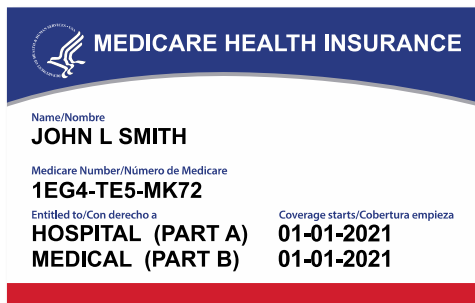 MEDICARE HEALTH INSURANCE
Name/Nombre
JOHN L SMITH
Medicare Number/Número de Medicare
1EG4-TE5-MK72
Entitled to/Con derecho a Coverage starts/Cobertura empieza
HOSPITAL (PART A) 01-01-2021
MEDICAL (PART B) 01-01-2021